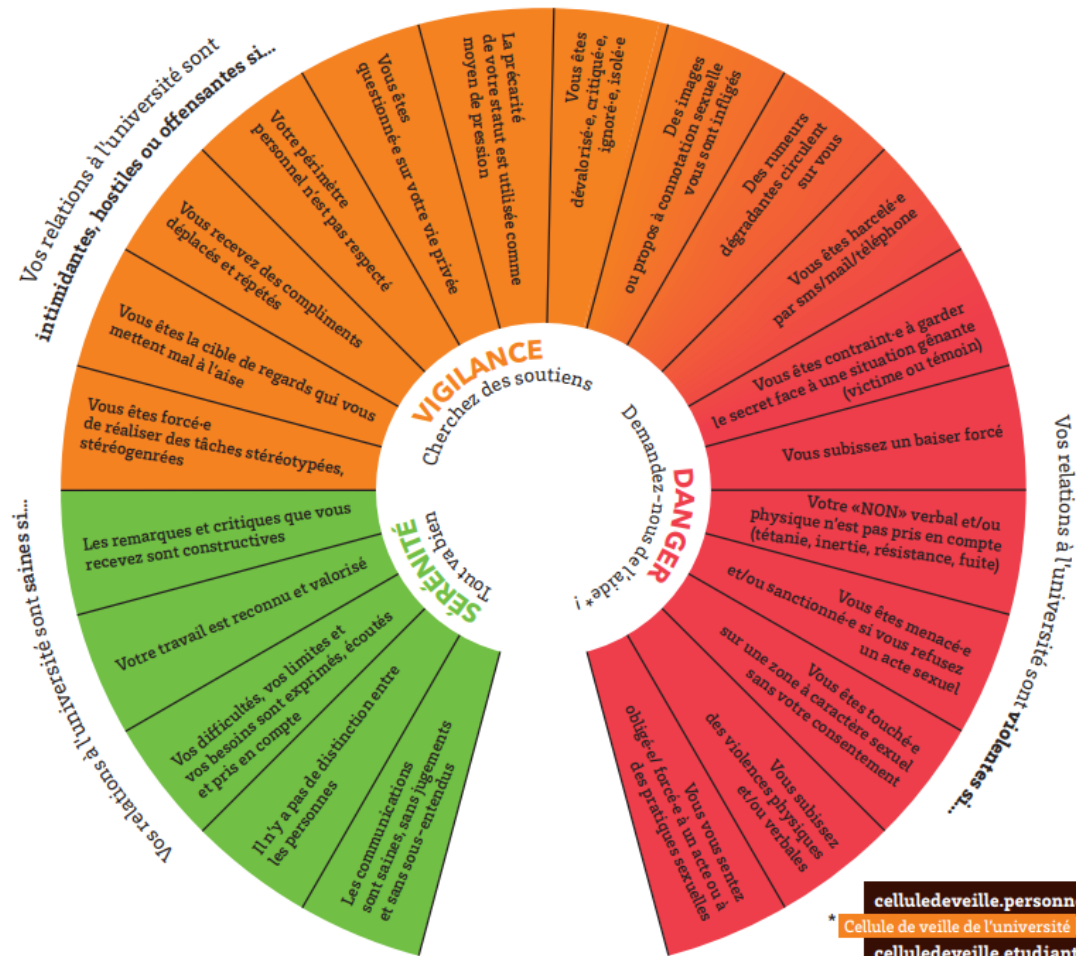 Vos relations à l'université sont saines si...
SÉRÉNITÉ
Tout va bien
Les communications
sont saines, sans jugements
et sans sous-entendus
Il n'y a pas de distinction entre
les personnes
Vos difficultés, vos limites et
vos besoins sont exprimés, écoutés
et pris en compte
Votre travail est reconnu et valorisé
Les remarques et critiques que vous
recevez sont constructives
Vos relations à l'université sont
intimidantes, hostiles ou offensantes si...
VIGILANCE
Cherchez des soutiens
Vous êtes forcé·e
de réaliser des tâches stéréotypées,
stéréogenrées
Vous êtes la cible de regards qui vous
mettent mal à l'aise
Vous recevez des compliments
déplacés et répétés
Votre périmètre
personnel n'est pas respecté
Vous êtes
questionné·e sur votre vie privée
La précarité
de votre statut est utilisée comme
moyen de pression
Vous êtes
dévalorisé·e, critiqué·e,
ignoré·e, isolé·e
Des images
ou propos à connotation sexuelle
vous sont infligés
Des rumeurs
dégradantes circulent
sur vous
Vous êtes harcelé·e
par sms/mail/téléphone
Vous êtes contraint·e à garder
le secret face à une situation gênante
(victime ou témoin)
Vous subissez un baiser forcé
Vos relations à l'université sont violentes si...
DANGER
Demandez-nous de l'aide*!
Votre «NON» verbal et/ou
physique n'est pas pris en compte
(tétanie, inertie, résistance, fuite)
Vous êtes menacé·e
et/ou sanctionné·e si vous refusez
un acte sexuel
Vous êtes touché·e
sur une zone à caractère sexuel
sans votre consentement
Vous subissez
des violences physiques
et/ou verbales
Vous vous sentez
obligé·e/ forcé·e à un acte ou à
des pratiques sexuelles
celluledeveille.personne
* Cellule de veille de l'université
celluledeveille.etudiant